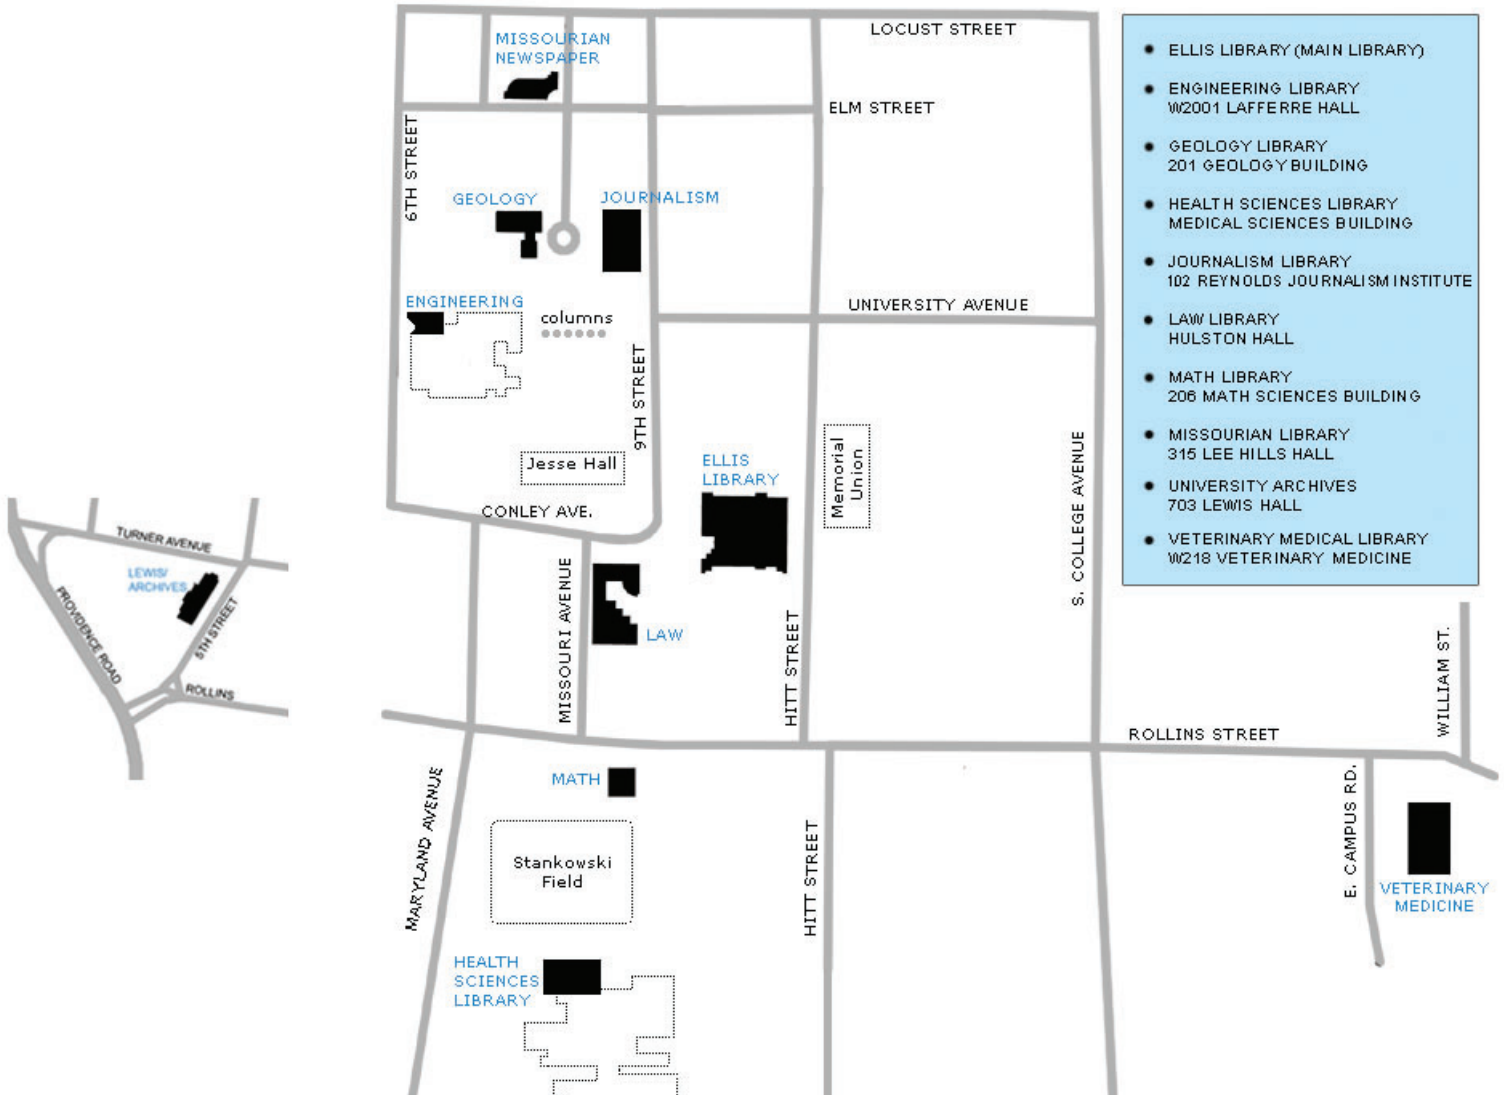 LOCUST STREET
MISSOURIAN
NEWSPAPER
ELM STREET
6TH STREET
GEOLOGY
JOURNALISM
ENGINEERING
columns
UNIVERSITY AVENUE
9TH STREET
Jesse Hall
ELLIS
LIBRARY
Memorial
Union
S. COLLEGE AVENUE
CONLEY AVE.
MISSOURI AVENUE
LAW
HITT STREET
TURNER AVENUE
LEWIS/
ARCHIVES
PROVIDENCE ROAD
5TH STREET
ROLLINS
ROLLINS STREET
WILLIAM ST.
MATH
MARYLAND AVENUE
Stankowski
Field
HITT STREET
E. CAMPUS RD.
VETERINARY
MEDICINE
HEALTH
SCIENCES
LIBRARY
ELLIS LIBRARY (MAIN LIBRARY)
ENGINEERING LIBRARY
W2001 LAFFERRE HALL
GEOLOGY LIBRARY
201 GEOLOGY BUILDING
HEALTH SCIENCES LIBRARY
MEDICAL SCIENCES BUILDING
JOURNALISM LIBRARY
102 REYNOLDS JOURNALISM INSTITUTE
LAW LIBRARY
HULSTON HALL
MATH LIBRARY
206 MATH SCIENCES BUILDING
MISSOURIAN LIBRARY
315 LEE HILLS HALL
UNIVERSITY ARCHIVES
703 LEWIS HALL
VETERINARY MEDICAL LIBRARY
W218 VETERINARY MEDICINE